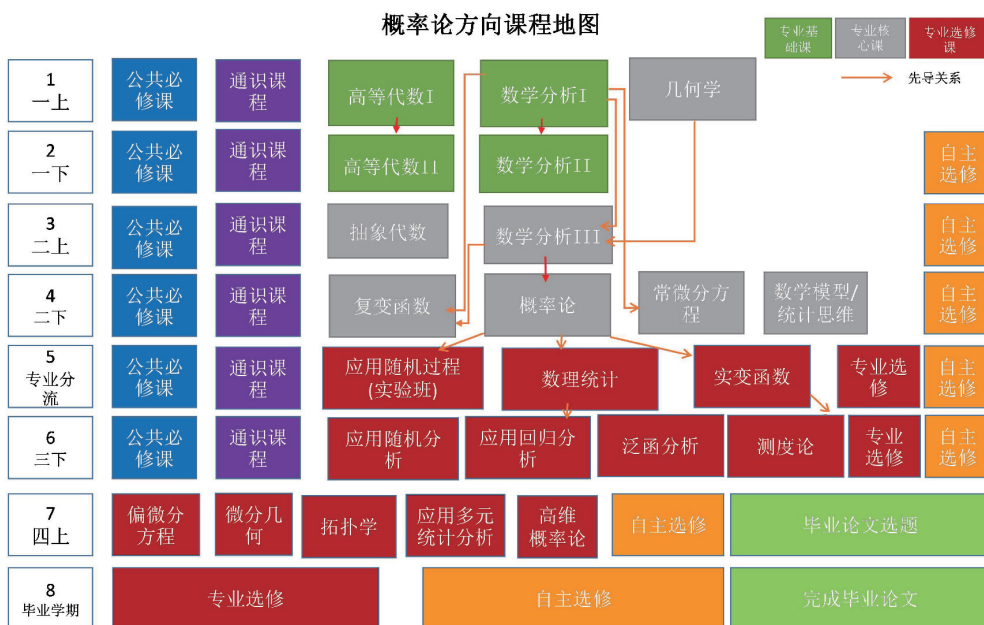 概率论方向课程地图
专业基
础课
专业核
心课
专业选修
课
先导关系
1
一上
公共必
修课
通识课
程
高等代数I
数学分析I
几何学
2
一下
公共必
修课
通识课
程
高等代数II
数学分析II
自主
选修
3
二上
公共必
修课
通识课
程
抽象代数
数学分析III
自主
选修
4
二下
公共必
修课
通识课
程
复变函数
概率论
常微分方
程
数学模型/
统计思维
自主
选修
5
专业分
流
公共必
修课
通识课
程
应用随机过程
(实验班)
数理统计
实变函数
专业选
修
自主
选修
6
三下
公共必
修课
通识课
程
应用随机分
析
应用回归分
析
泛函分析
测度论
专业
选修
自主
选修
7
四上
偏微分
方程
微分几
何
拓扑学
应用多元
统计分析
高维
概率论
自主选修
毕业论文选题
8
毕业学期
专业选修
自主选修
完成毕业论文